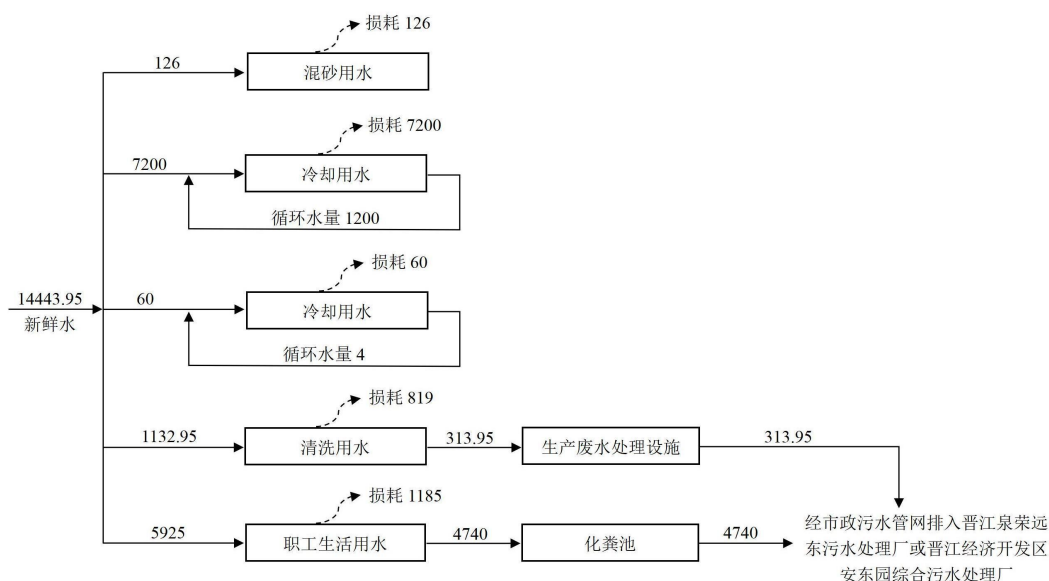 损耗 126
126
混砂用水
损耗 7200
7200
冷却用水
循环水量 1200
损耗 60
14443.95
新鲜水
60
冷却用水
循环水量 4
损耗 819
1132.95
清洗用水
313.95
生产废水处理设施
313.95
损耗 1185
5925
职工生活用水
4740
化粪池
4740
经市政污水管网排入晋江泉荣远
东污水处理厂或晋江经济开发区
安东园综合污水处理厂